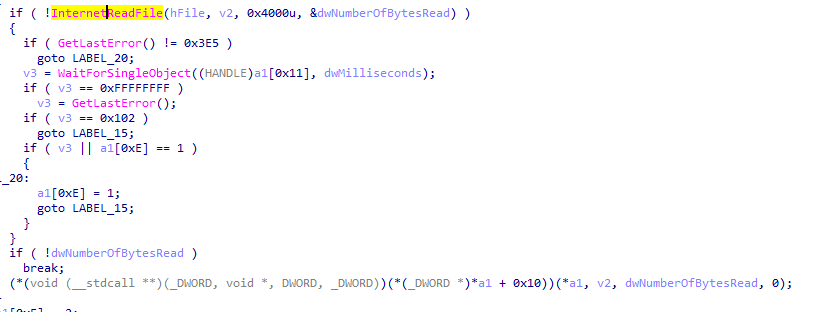 if ( !InternetReadFile(hFile, v2, 0x4000u, &dwNumberOfBytesRead) )
{
if ( GetLastError() != 0x3E5 )
goto LABEL_20;
v3 = WaitForSingleObject((HANDLE)a1[0x11], dwMilliseconds);
if ( v3 == 0xFFFFFFFF )
v3 = GetLastError();
if ( v3 == 0x102 )
goto LABEL_15;
if ( v3 || a1[0xE] == 1 )
{
_20:
a1[0xE] = 1;
goto LABEL_15;
}
}
if ( !dwNumberOfBytesRead )
break;
(*(void (__stdcall **)(_DWORD, void *, DWORD, _DWORD))(*(_DWORD *)*a1 + 0x10))(*a1, v2, dwNumberOfBytesRead, 0);